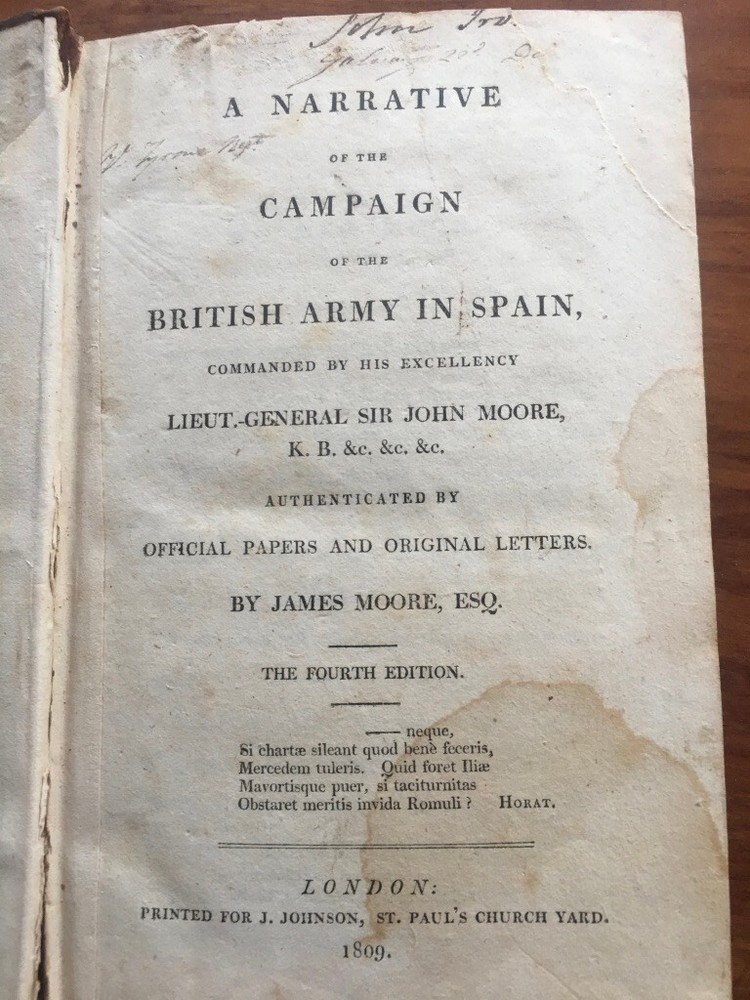 John
A NARRATIVE
OF THE
Tyrone Regt
CAMPAIGN
OF THE
BRITISH ARMY IN SPAIN,
COMMANDED BY HIS EXCELLENCY
LIEUT.-GENERAL SIR JOHN MOORE,
K. B. &c. &c. &c.
AUTHENTICATED BY
OFFICIAL PAPERS AND ORIGINAL LETTERS.
BY JAMES MOORE, ESQ.
THE FOURTH EDITION.
—— neque,
Si chartæ sileant quod benè feceris,
Mercedem tuleris. Quid foret Iliæ
Mavortisque puer, si taciturnitas
Obstaret meritis invida Romuli? HORAT.
LONDON:
PRINTED FOR J. JOHNSON, ST. PAUL'S CHURCH YARD.
1809.